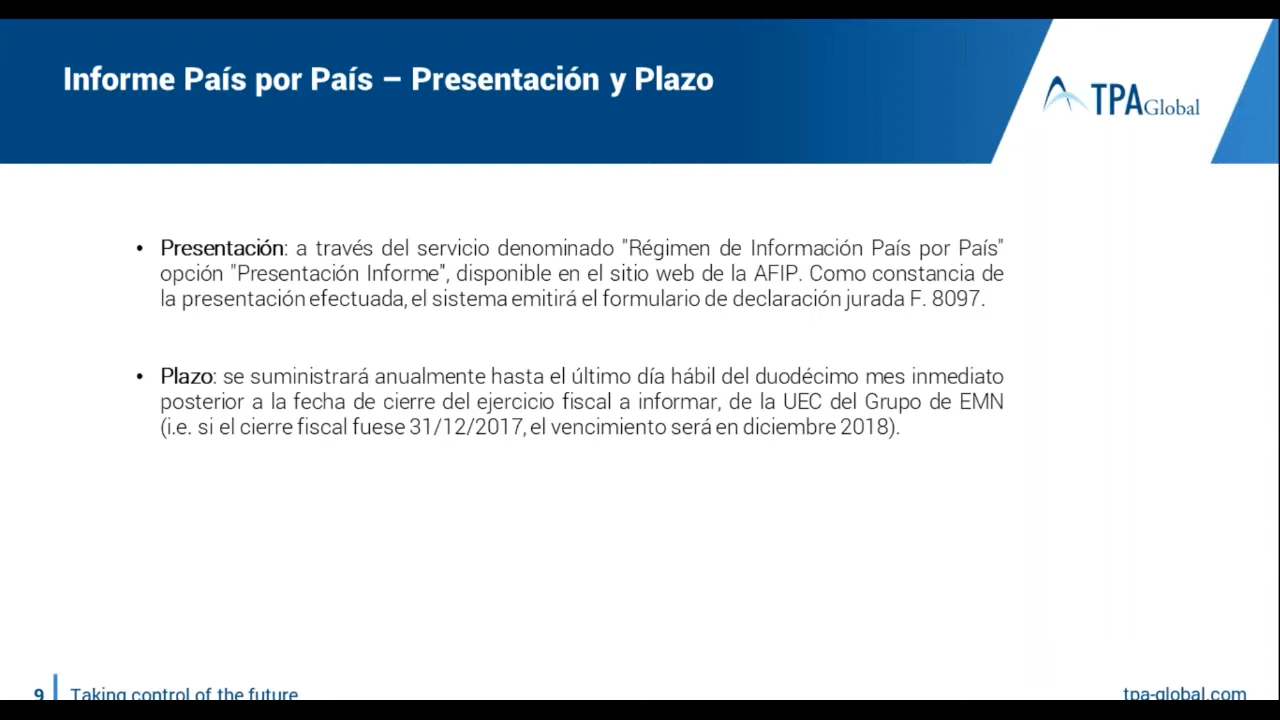 Informe País por País – Presentación y Plazo
TPA Global
• Presentación: a través del servicio denominado "Régimen de Información País por País"
opción "Presentación Informe", disponible en el sitio web de la AFIP. Como constancia de
la presentación efectuada, el sistema emitirá el formulario de declaración jurada F. 8097.
• Plazo: se suministrará anualmente hasta el último día hábil del duodécimo mes inmediato
posterior a la fecha de cierre del ejercicio fiscal a informar, de la UEC del Grupo de EMN
(i.e. si el cierre fiscal fuese 31/12/2017, el vencimiento será en diciembre 2018).
9 Taking control of the future
tpa-global.com